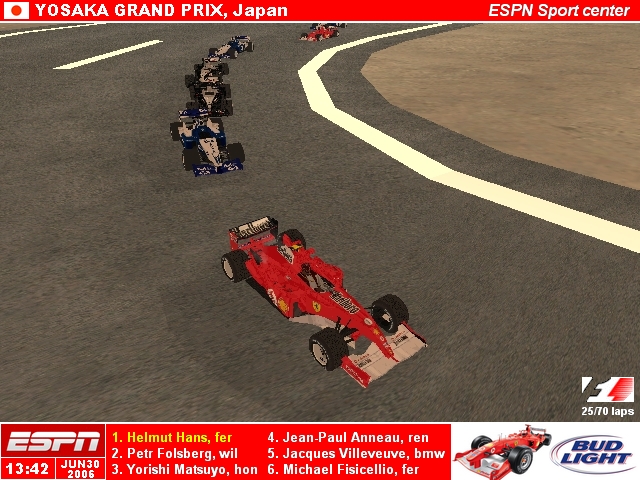 YOSAKA GRAND PRIX, Japan
ESPN Sport center
Marlboro
Marlboro
25/70 laps
ESPN
13:42
JUN30
2006
1. Helmut Hans, fer
2. Petr Folsberg, wil
3. Yorishi Matsuyo, hon
4. Jean-Paul Anneau, ren
5. Jacques Villeveuve, bmw
6. Michael Fisicellio, fer
BUD
LIGHT